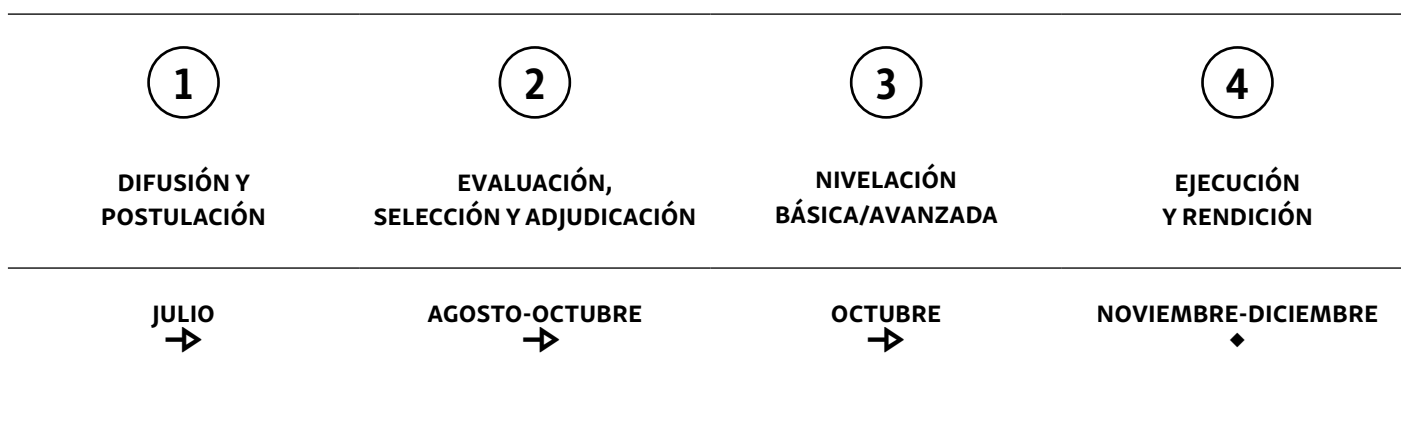 1
DIFUSIÓN Y
POSTULACIÓN
2
EVALUACIÓN,
SELECCIÓN Y ADJUDICACIÓN
3
NIVELACIÓN
BÁSICA/AVANZADA
4
EJECUCIÓN
Y RENDICIÓN
JULIO
AGOSTO-OCTUBRE
OCTUBRE
NOVIEMBRE-DICIEMBRE